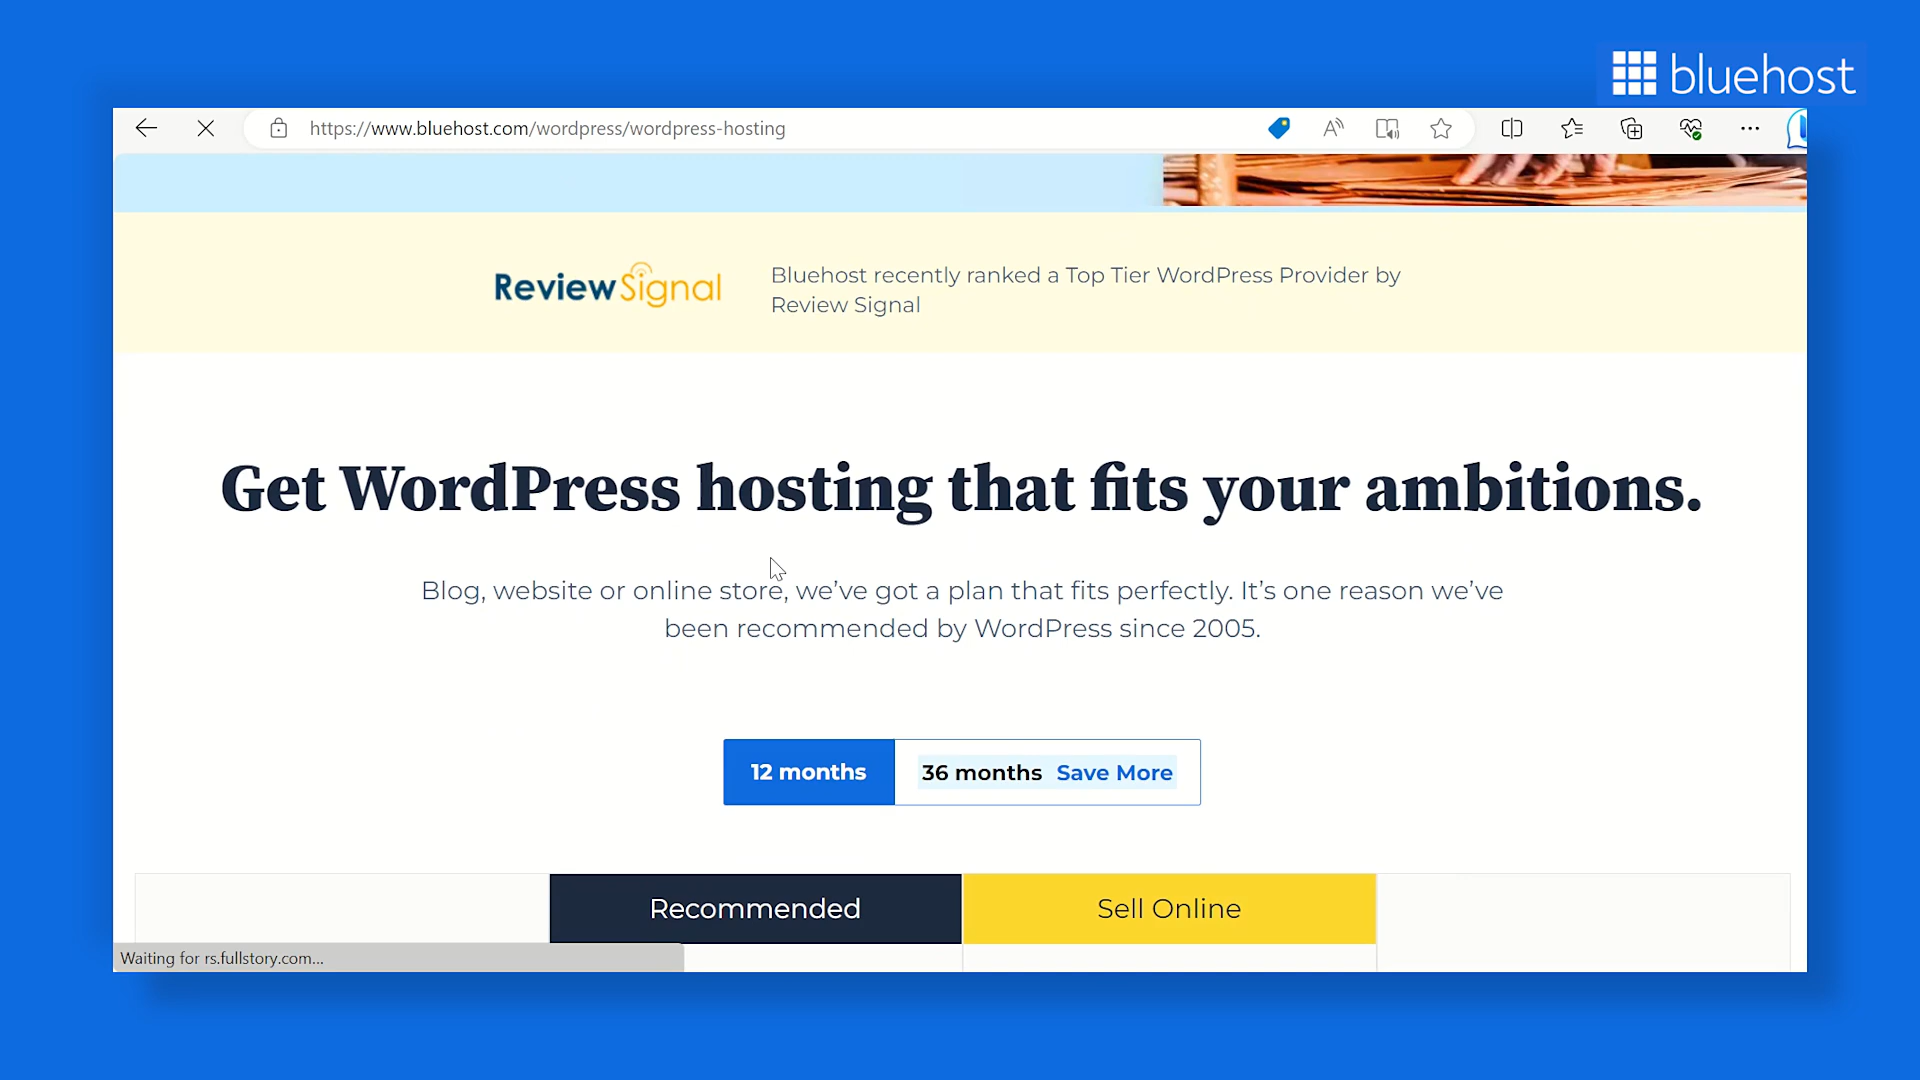 bluehost
https://www.bluehost.com/wordpress/wordpress-hosting
ReviewSignal
Bluehost recently ranked a Top Tier WordPress Provider by
Review Signal
Get WordPress hosting that fits your ambitions.
Blog, website or online store, we’ve got a plan that fits perfectly. It’s one reason we’ve
been recommended by WordPress since 2005.
12 months
36 months Save More
Recommended
Sell Online
Waiting for rs.fullstory.com...